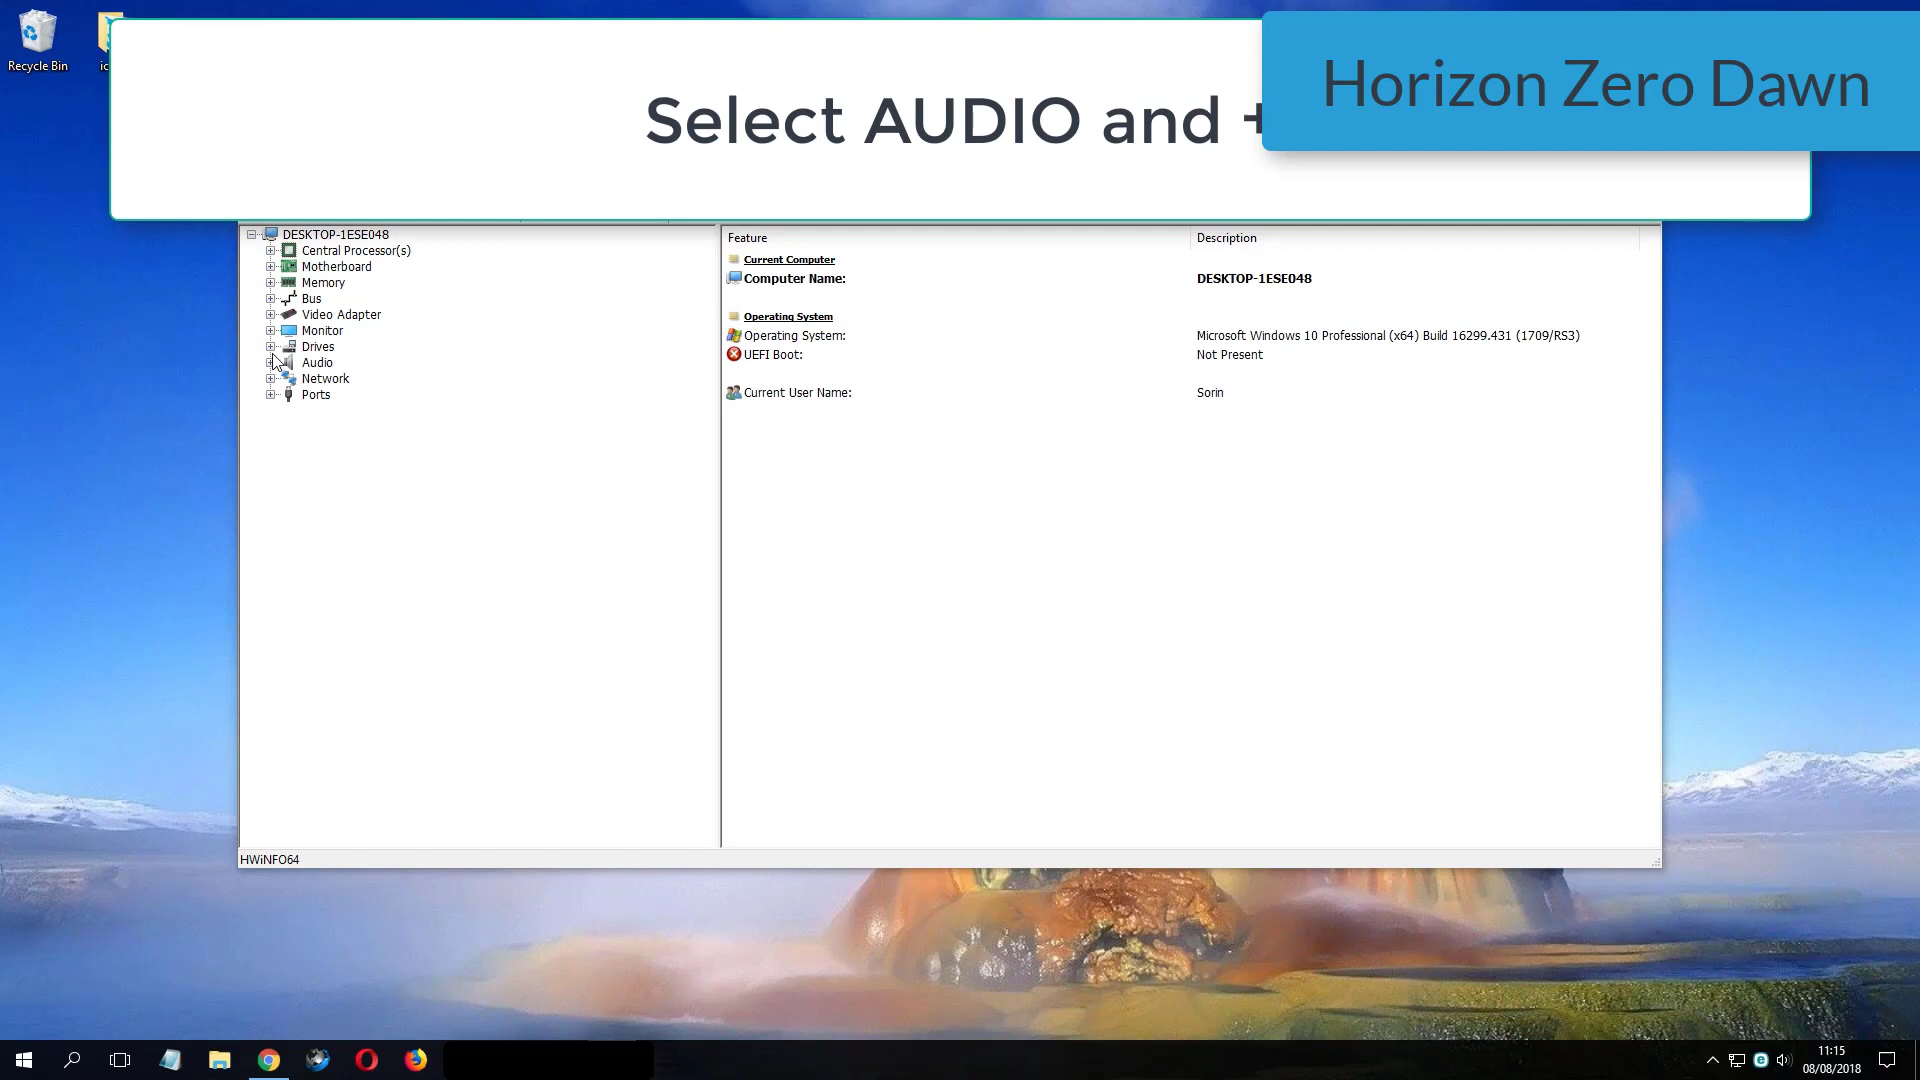 Recycle Bin
ic
Select AUDIO and +
Horizon Zero Dawn
DESKTOP-1ESE048
Central Processor(s)
Motherboard
Memory
Bus
Video Adapter
Monitor
Drives
Audio
Network
Ports
Feature Description
Current Computer
Computer Name: DESKTOP-1ESE048
Operating System
Operating System: Microsoft Windows 10 Professional (x64) Build 16299.431 (1709/RS3)
UEFI Boot: Not Present
Current User Name: Sorin
HWiNFO64
11:15
08/08/2018